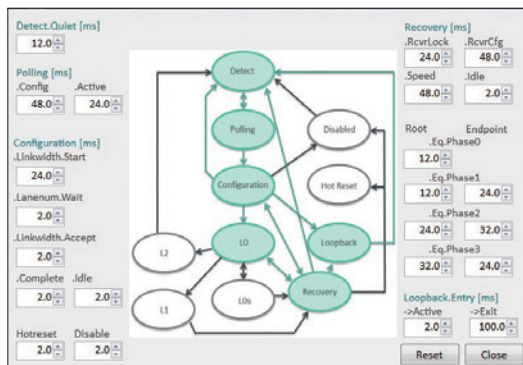 Detect.Quiet [ms]
12.0
Polling [ms]
.Config .Active
48.0 24.0
Configuration [ms]
.Linkwidth.Start
24.0
.Lanenum.Wait
2.0
.Linkwidth.Accept
2.0
.Complete .Idle
2.0 2.0
Hotreset Disable
2.0 2.0
Detect
Polling
Disabled
Configuration
Hot Reset
L0
Loopback
L2
L0s
Recovery
L1
Recovery [ms]
.RcvrLock .RcvrCfg
24.0 48.0
.Speed .Idle
48.0 2.0
Root Endpoint
.Eq.Phase0
12.0
.Eq.Phase1
12.0 24.0
.Eq.Phase2
24.0 32.0
.Eq.Phase3
32.0 24.0
Loopback.Entry [ms]
->Active ->Exit
2.0 100.0
Reset Close